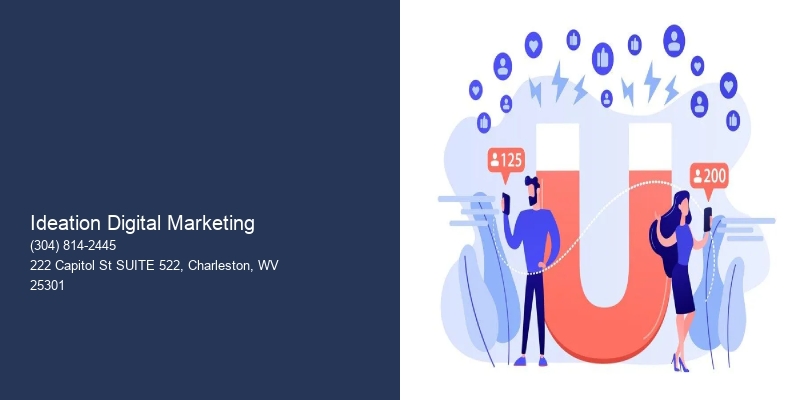 Ideation Digital Marketing
(304) 814-2445
222 Capitol St SUITE 522, Charleston, WV
25301
125
200